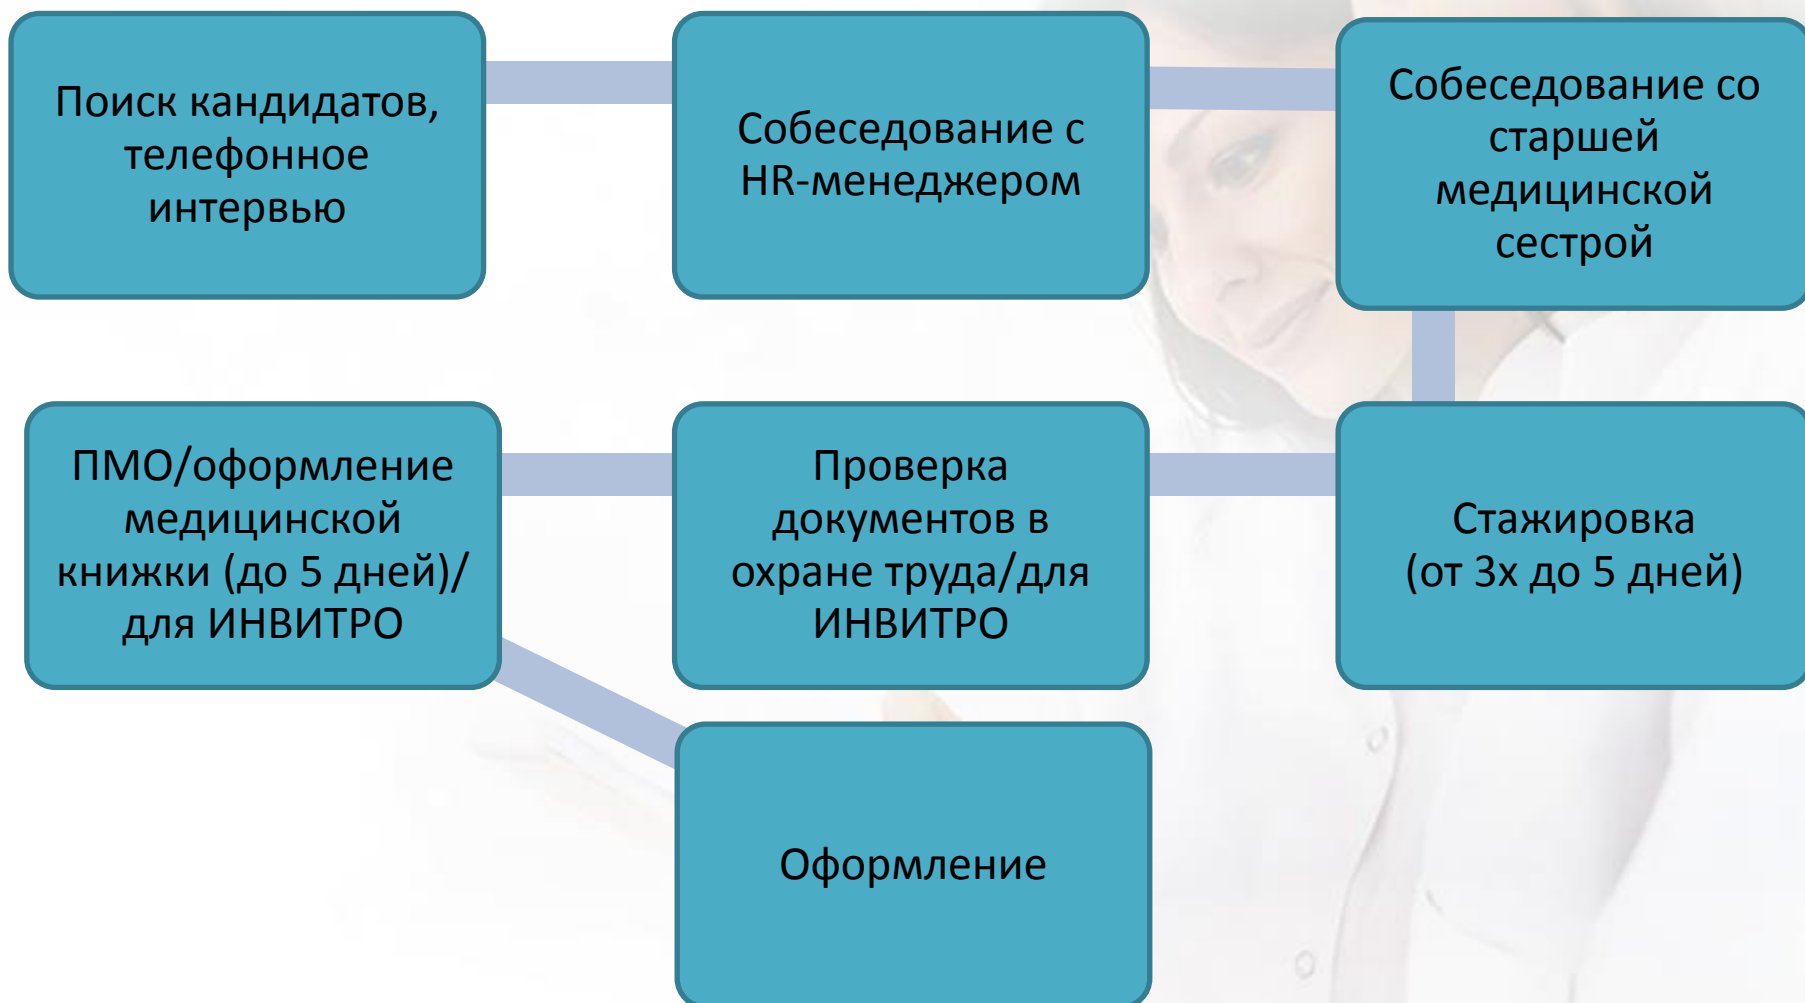 Поиск кандидатов,
телефонное
интервью
Собеседование с
HR-менеджером
Собеседование со
старшей
медицинской
сестрой
ПМО/оформление
медицинской
книжки (до 5 дней)/
для ИНВИТРО
Проверка
документов в
охране труда/для
ИНВИТРО
Стажировка
(от 3х до 5 дней)
Оформление